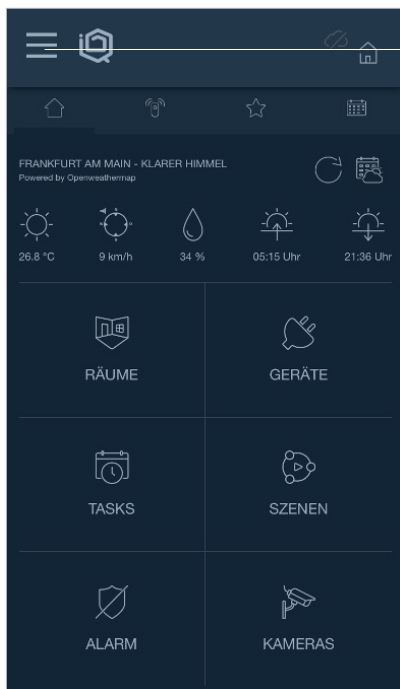 iQ
FRANKFURT AM MAIN - KLARER HIMMEL
Powered by Openweathermap
26.8 °C 9 km/h 34 % 05:15 Uhr 21:36 Uhr
RÄUME GERÄTE
TASKS SZENEN
ALARM KAMERAS